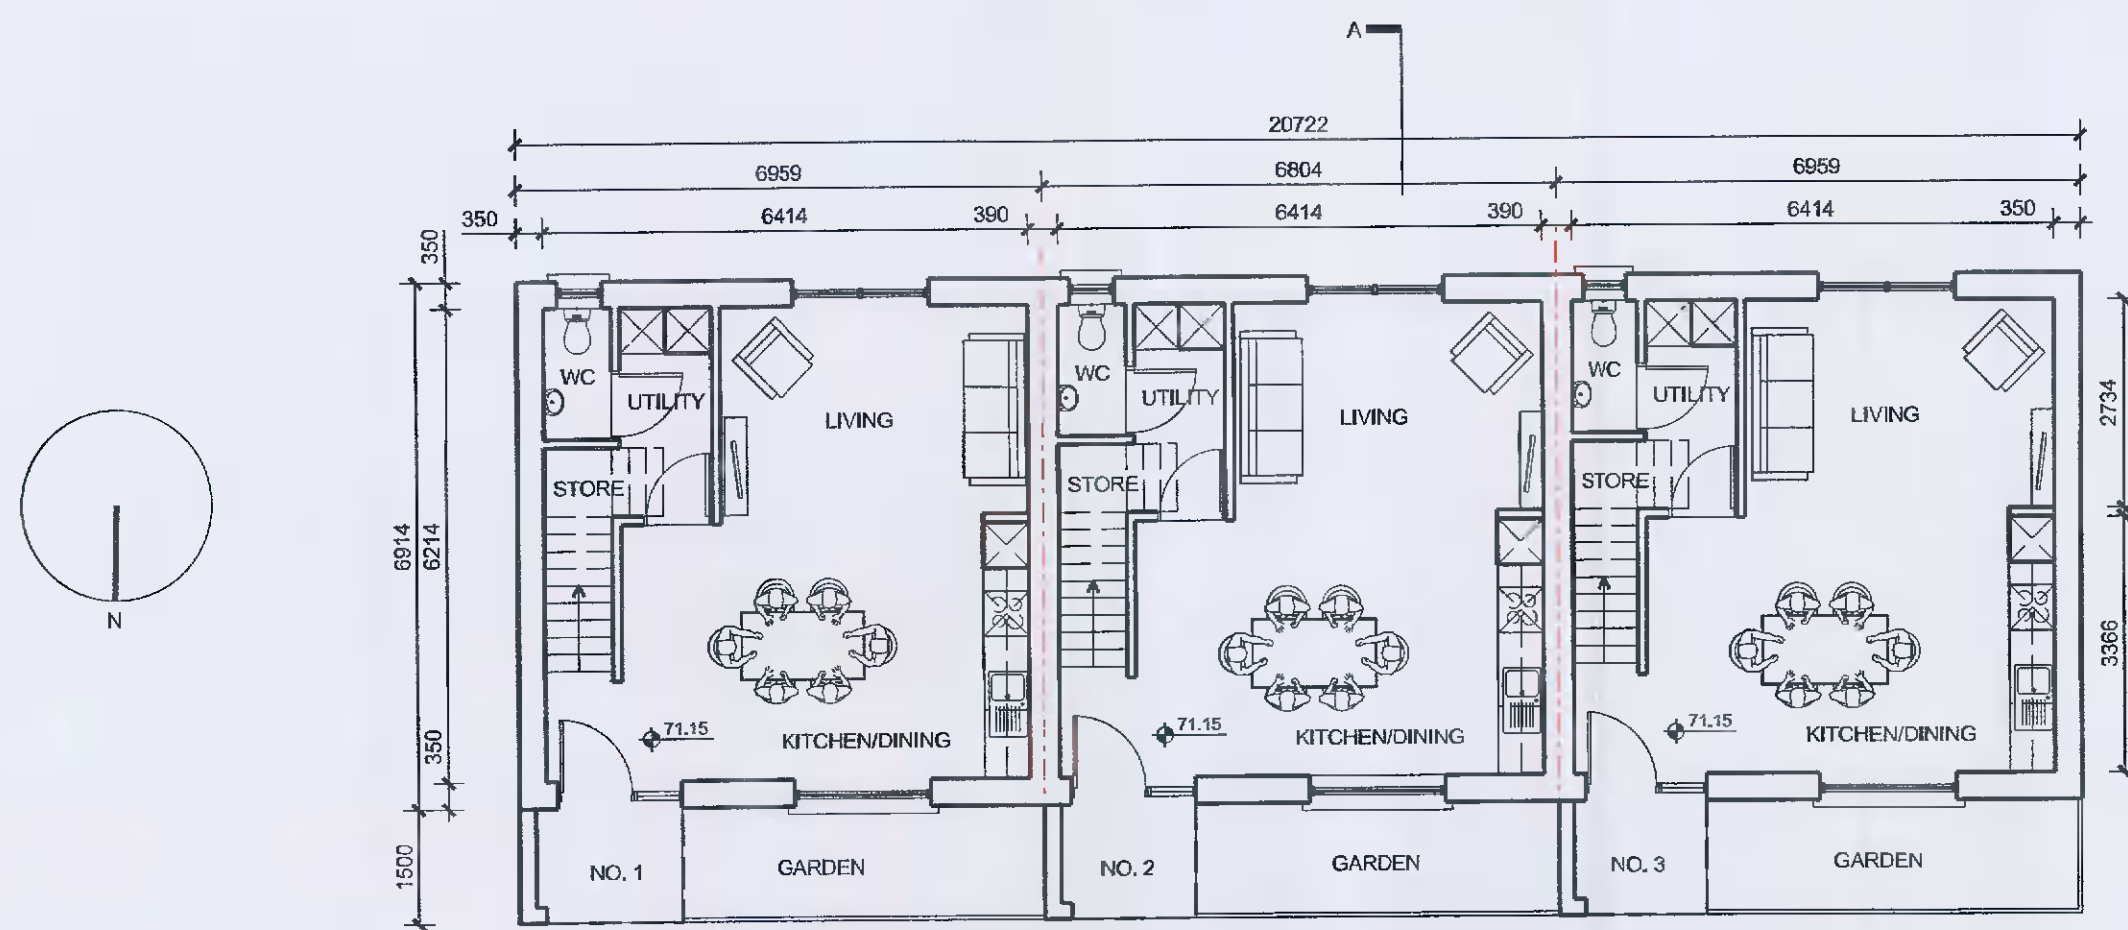 A
20722
6959
6804
6959
350
6414
390
6414
390
6414
350
350
6914
6214
350
1500
2734
3366
N
WC
UTILITY
LIVING
STORE
71.15
KITCHEN/DINING
NO. 1
GARDEN
WC
UTILITY
LIVING
STORE
71.15
KITCHEN/DINING
NO. 2
GARDEN
WC
UTILITY
LIVING
STORE
71.15
KITCHEN/DINING
NO. 3
GARDEN